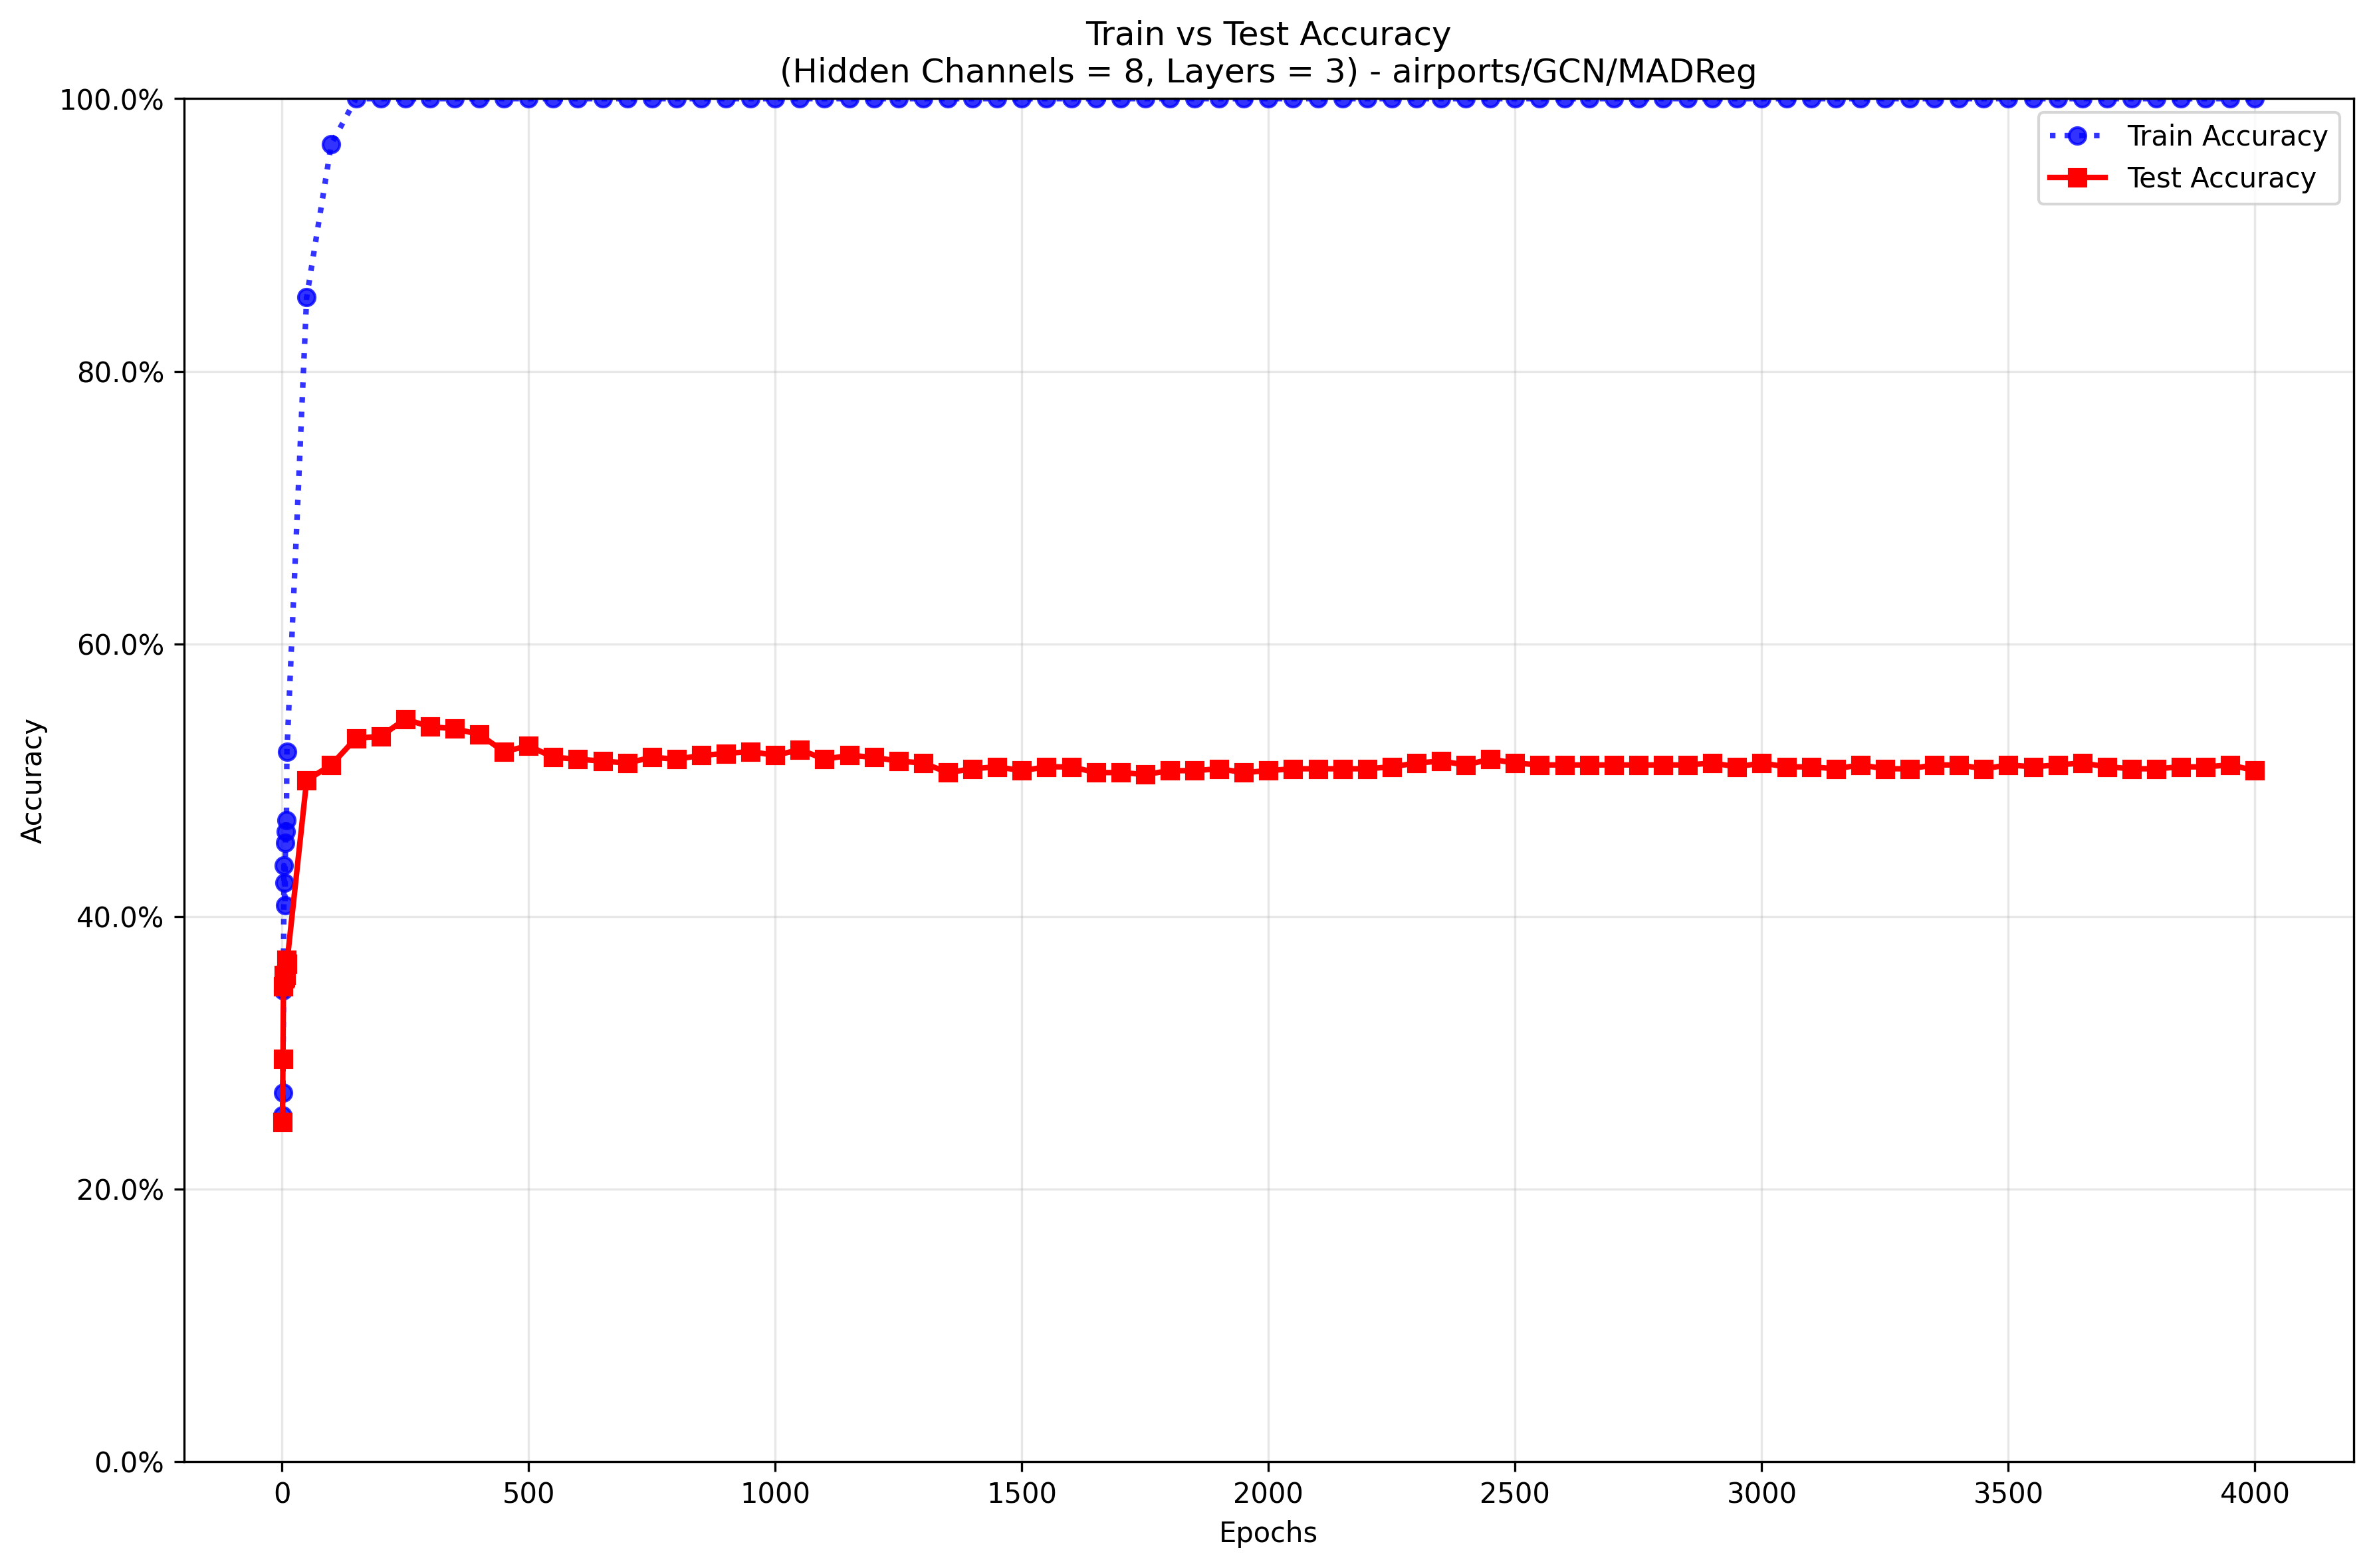 Train vs Test Accuracy
(Hidden Channels = 8, Layers = 3) - airports/GCN/MADReg
100.0%
80.0%
60.0%
40.0%
20.0%
0.0%
Accuracy
Train Accuracy
Test Accuracy
0 500 1000 1500 2000 2500 3000 3500 4000
Epochs